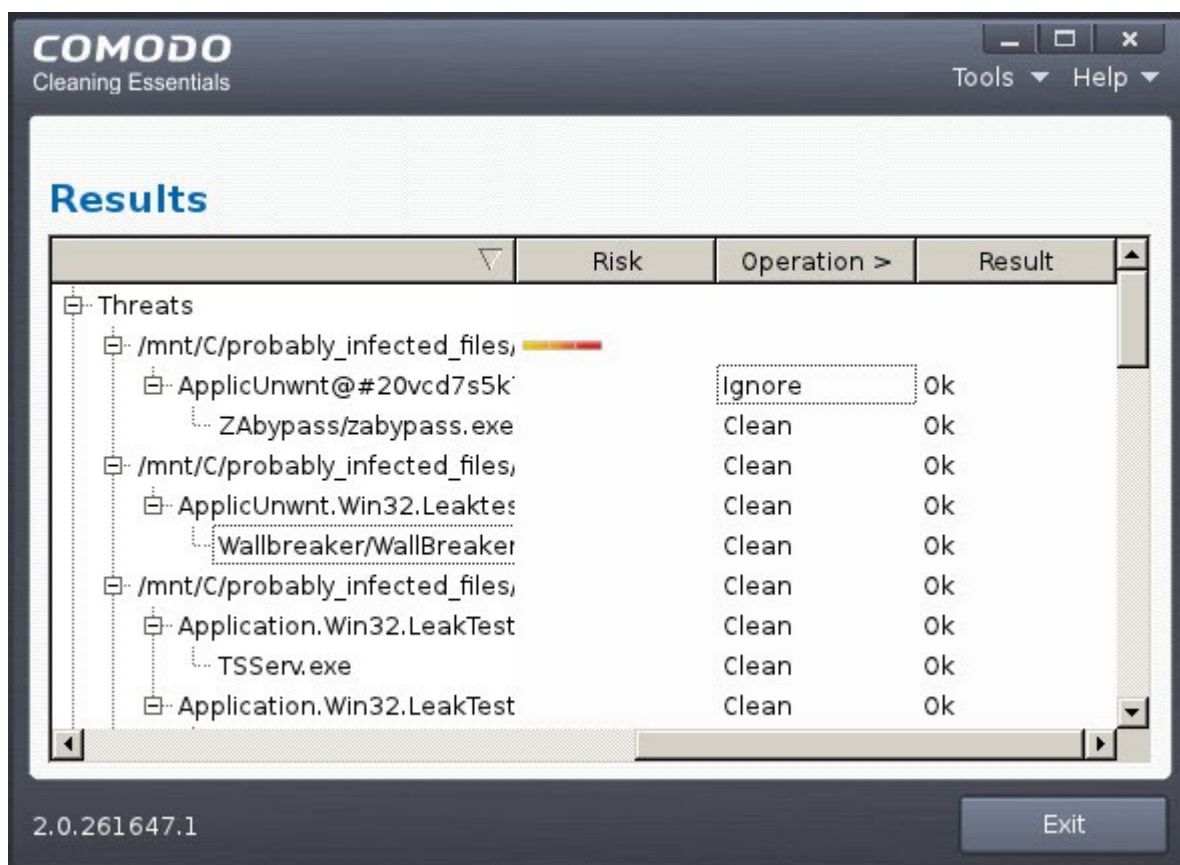 COMODO
Cleaning Essentials
Tools Help
Results
Risk Operation > Result
Threats
/mnt/C/probably_infected_files/
ApplicUnwnt@#20vcd7s5k Ignore Ok
ZAbypass/zabypass.exe Clean Ok
/mnt/C/probably_infected_files/ Clean Ok
ApplicUnwnt.Win32.Leaktes Clean Ok
Wallbreaker/WallBreaker Clean Ok
/mnt/C/probably_infected_files/ Clean Ok
Application.Win32.LeakTest Clean Ok
TSServ.exe Clean Ok
Application.Win32.LeakTest Clean Ok
2.0.261647.1
Exit